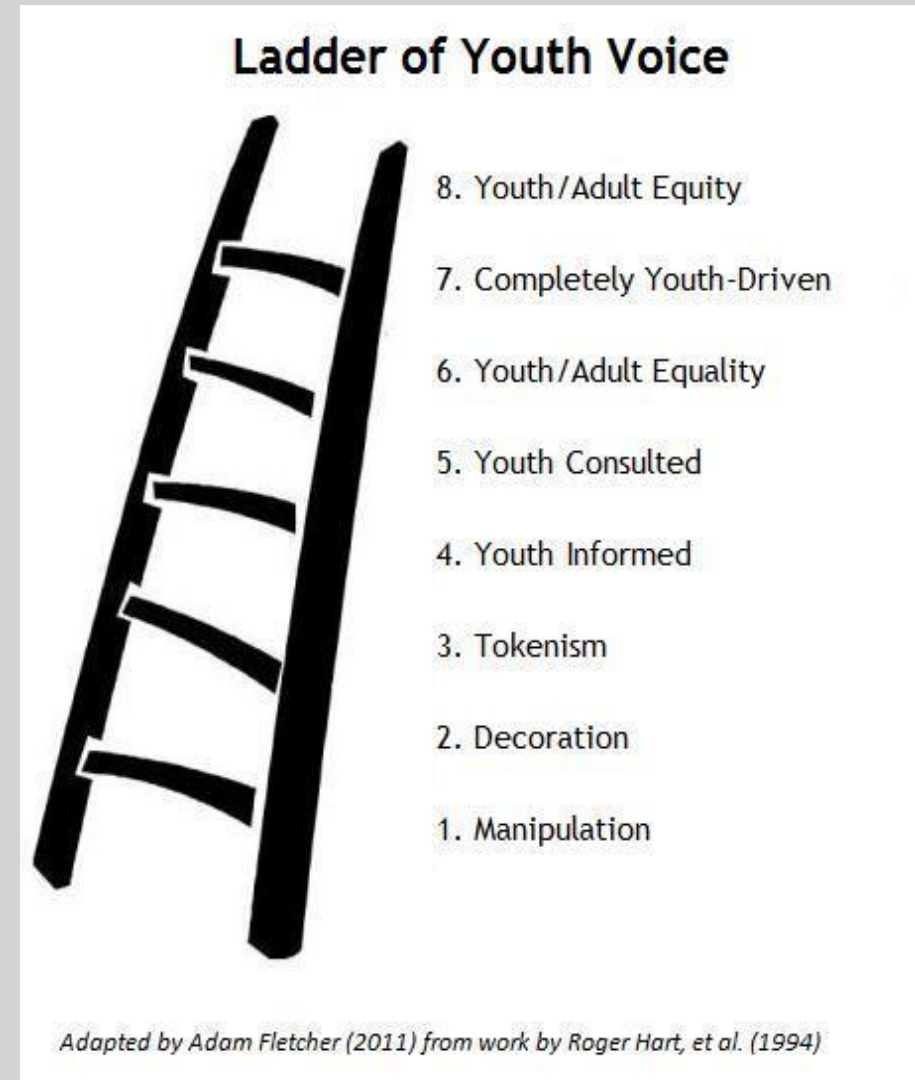 Ladder of Youth Voice
8. Youth/Adult Equity
7. Completely Youth-Driven
6. Youth/Adult Equality
5. Youth Consulted
4. Youth Informed
3. Tokenism
2. Decoration
1. Manipulation
Adapted by Adam Fletcher (2011) from work by Roger Hart, et al. (1994)